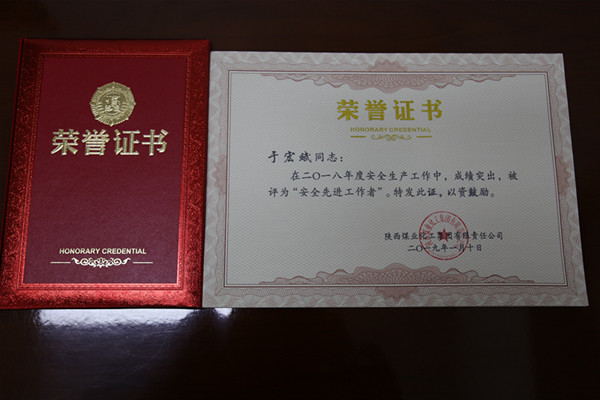 荣誉证书
HONORARY CREDENTIAL
荣誉证书
HONORARY CREDENTIAL
于宏斌同志：
在二〇一八年度安全生产工作中，成绩突出，被
评为“安全先进工作者”。特发此证，以资鼓励。
陕西煤业化工集团有限责任公司
二〇一九年一月十日